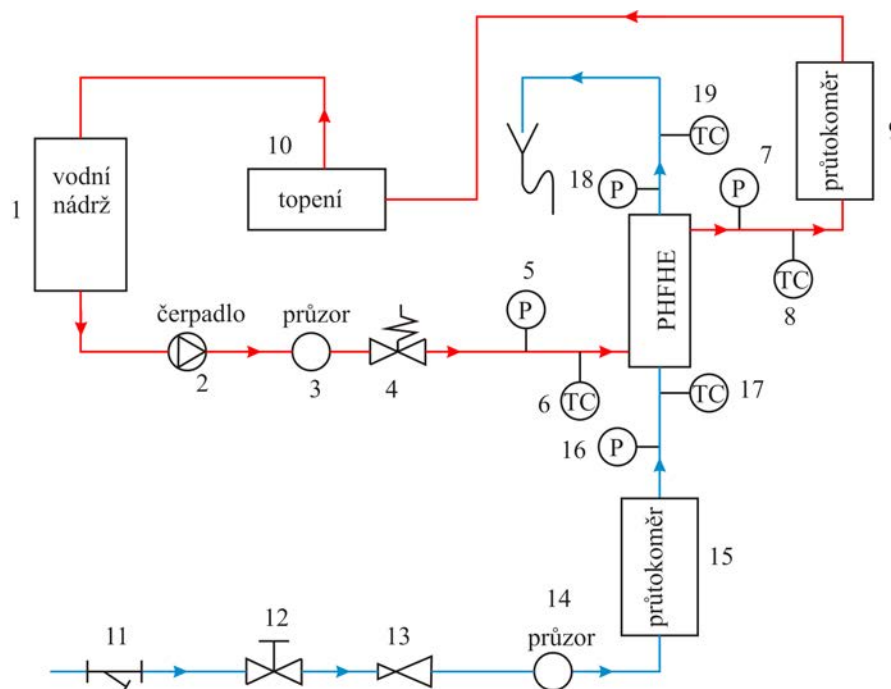 19
TC
7
průtokoměr
10
18
P
P
vodní
nádrž
1
topení
5
P
PHFHE
TC
8
čerpadlo
průzor
2
3
4
6
TC
TC
17
16
P
průtokoměr
15
14
průzor
11
12
13